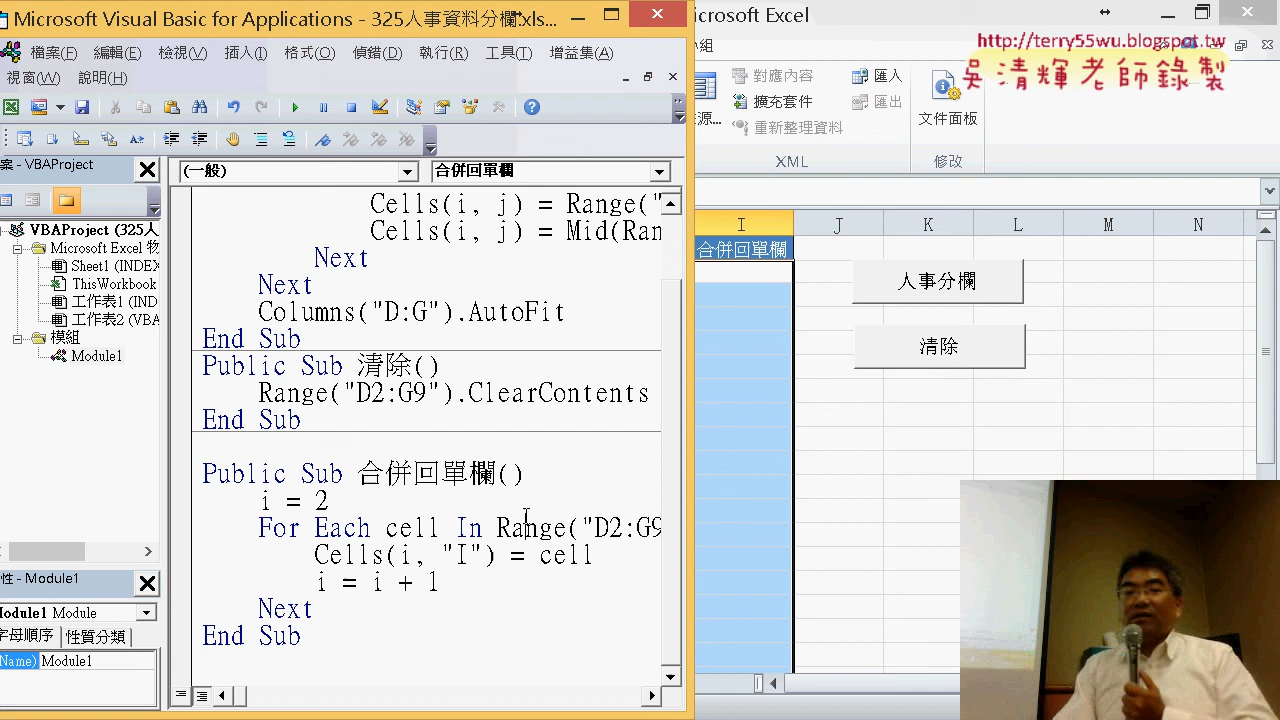 Microsoft Visual Basic for Applications - 325人事資料分欄.xls...
檔案(F) 編輯(E) 檢視(V) 插入(I) 格式(O) 偵錯(D) 執行(R) 工具(T) 增益集(A)
視窗(W) 說明(H)
案 - VBAProject
(一般)
合併回單欄
VBAProject (325人
Microsoft Excel 物
Sheet1 (INDEX
ThisWorkbook
工作表1 (IND
工作表2 (VBA
模組
Module1
性 - Module1
Module1 Module
字母順序 性質分類
(Name) Module1
Cells(i, j) = Range("
Cells(i, j) = Mid(Ran
Next
Next
Columns("D:G").AutoFit
End Sub
Public Sub 清除()
Range("D2:G9").ClearContents
End Sub
Public Sub 合併回單欄()
i = 2
For Each cell In Range("D2:G9
Cells(i, "I") = cell
i = i + 1
Next
End Sub
icrosoft Excel
http://terry55wu.blogspot.tw
吳清輝老師錄製
對應內容
擴充套件
重新整理資料
匯入
匯出
XML
文件面板
修改
I J K L M N
合併回單欄
人事分欄
清除